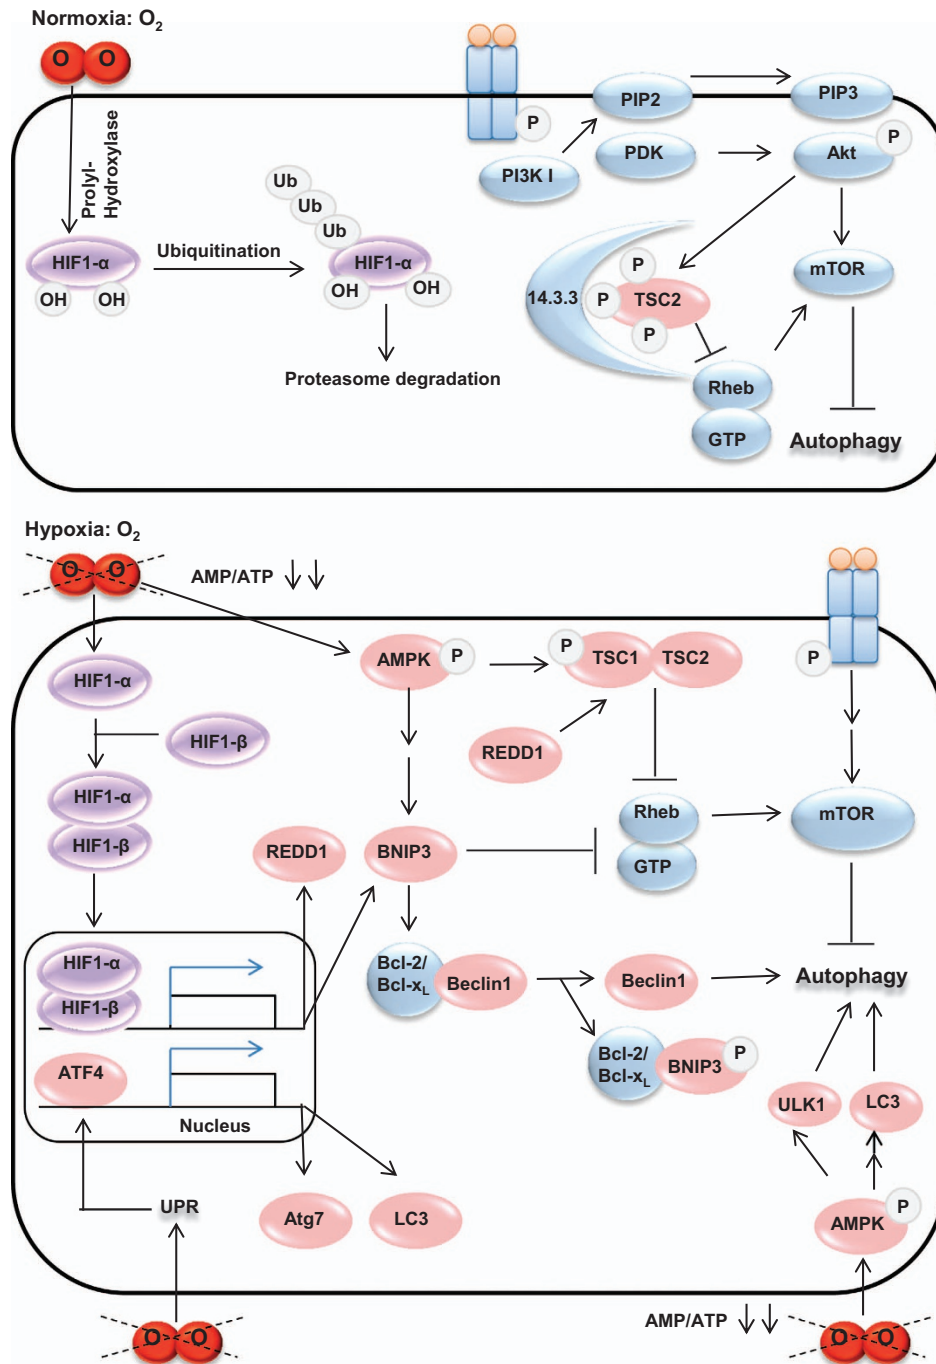 Normoxia: O2
O O
Prolyl-
Hydroxylase
HIF1-α
OH OH
Ubiquitination
Ub
Ub
Ub
HIF1-α
OH OH
Proteasome degradation
P
PIP2
PIP3
PI3K I
PDK
Akt
P
14.3.3
P
P
TSC2
P
mTOR
Rheb
GTP
Autophagy
Hypoxia: O2
O O
AMP/ATP
HIF1-α
HIF1-β
HIF1-α
HIF1-β
AMPK
P
P
TSC1
TSC2
REDD1
P
Rheb
GTP
mTOR
REDD1
BNIP3
HIF1-α
HIF1-β
ATF4
Nucleus
Bcl-2/
Bcl-xL
Beclin1
Beclin1
Autophagy
Bcl-2/
Bcl-xL
BNIP3
P
ULK1
LC3
UPR
Atg7
LC3
AMPK
P
AMP/ATP
O O
O O